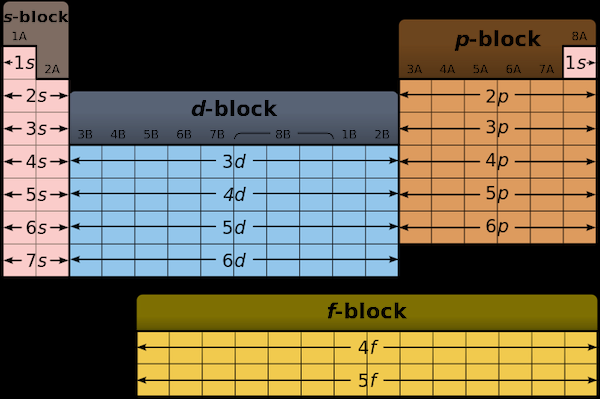 s-block
1A
2A
1s
2s
3s
4s
5s
6s
7s
d-block
3B 4B 5B 6B 7B 8B 1B 2B
3d
4d
5d
6d
p-block
8A
3A 4A 5A 6A 7A
1s
2p
3p
4p
5p
6p
f-block
4f
5f